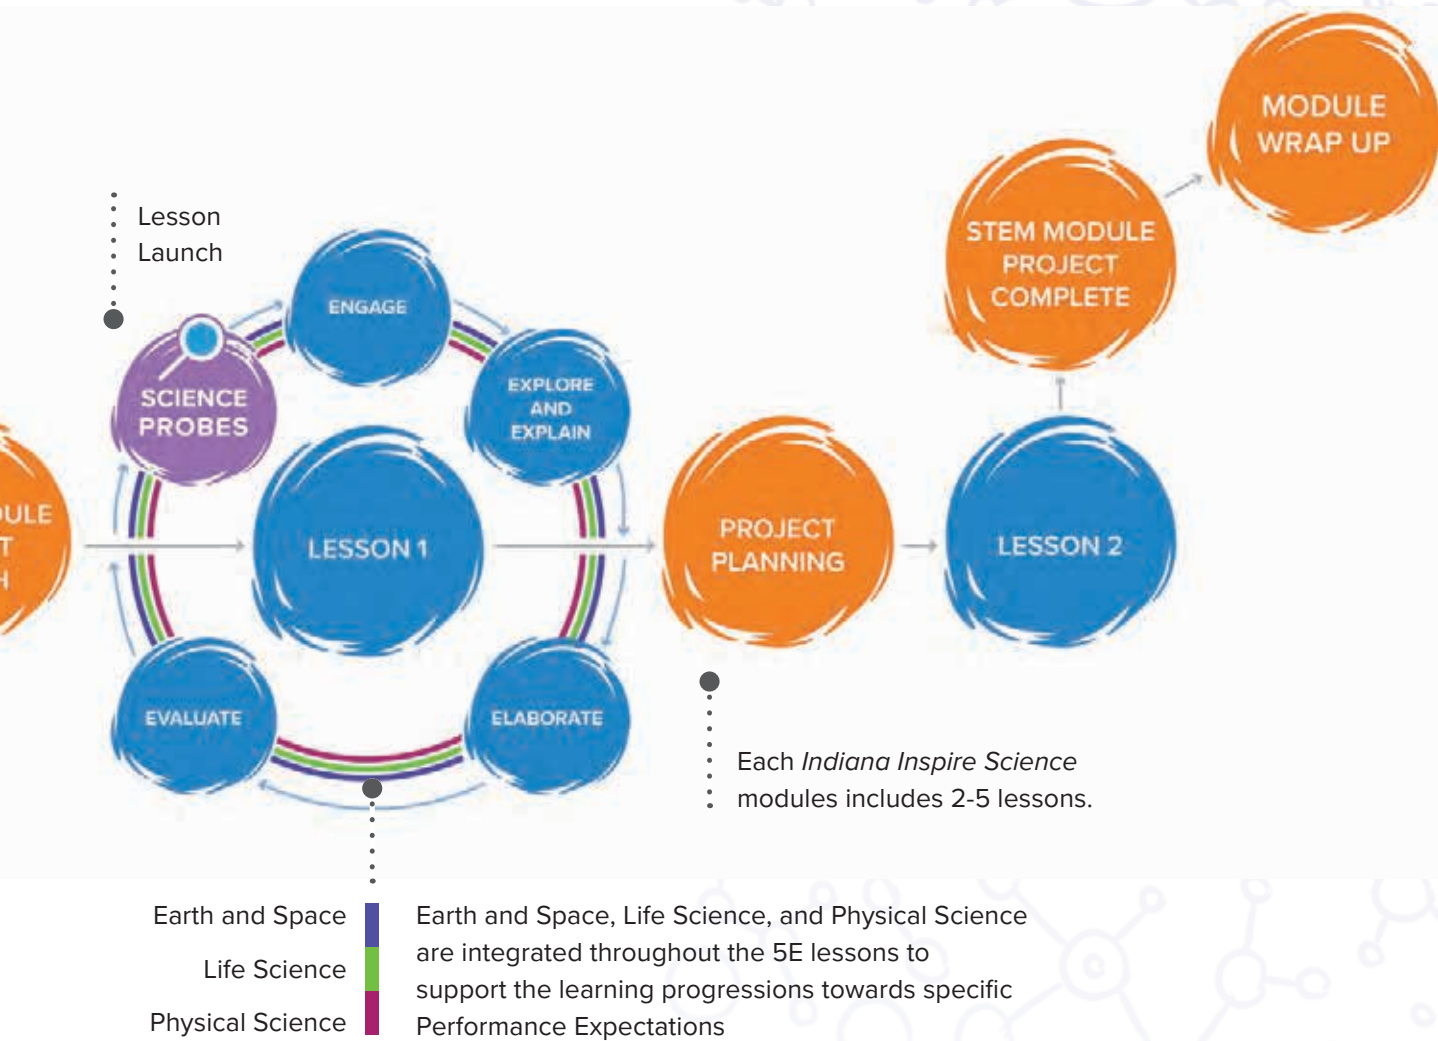 MODULE
WRAP UP
STEM MODULE
PROJECT
COMPLETE
Lesson
Launch
ENGAGE
SCIENCE
PROBES
EXPLORE
AND
EXPLAIN
LESSON 1
PROJECT
PLANNING
LESSON 2
EVALUATE
ELABORATE
Each Indiana Inspire Science
modules includes 2-5 lessons.
Earth and Space
Life Science
Physical Science
Earth and Space, Life Science, and Physical Science
are integrated throughout the 5E lessons to
support the learning progressions towards specific
Performance Expectations